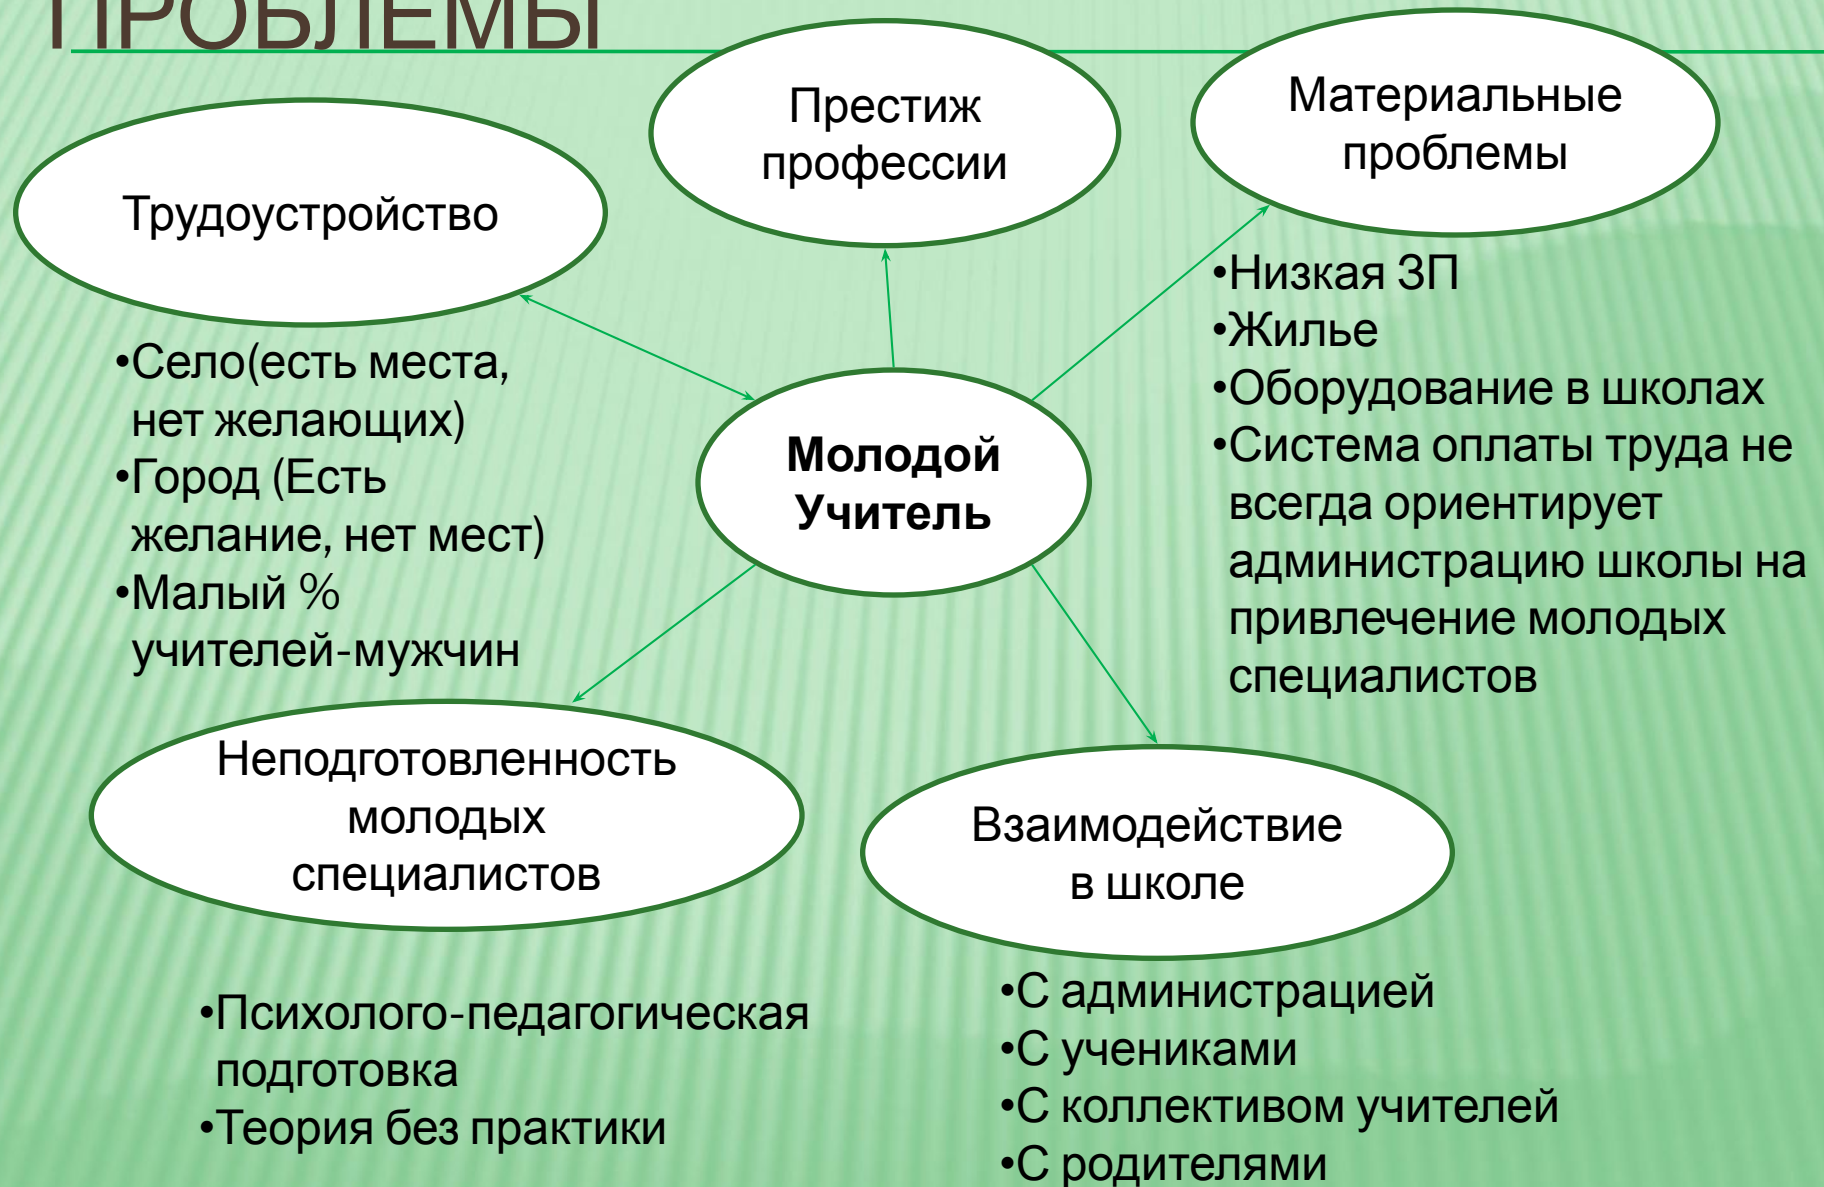 ПРОБЛЕМЫ
Престиж
профессии
Материальные
проблемы
Трудоустройство
•Низкая ЗП
•Жилье
•Оборудование в школах
•Система оплаты труда не
всегда ориентирует
администрацию школы на
привлечение молодых
специалистов
•Село(есть места,
нет желающих)
•Город (Есть
желание, нет мест)
•Малый %
учителей-мужчин
Молодой
Учитель
Неподготовленность
молодых
специалистов
Взаимодействие
в школе
•Психолого-педагогическая
подготовка
•Теория без практики
•С администрацией
•С учениками
•С коллективом учителей
•С родителями